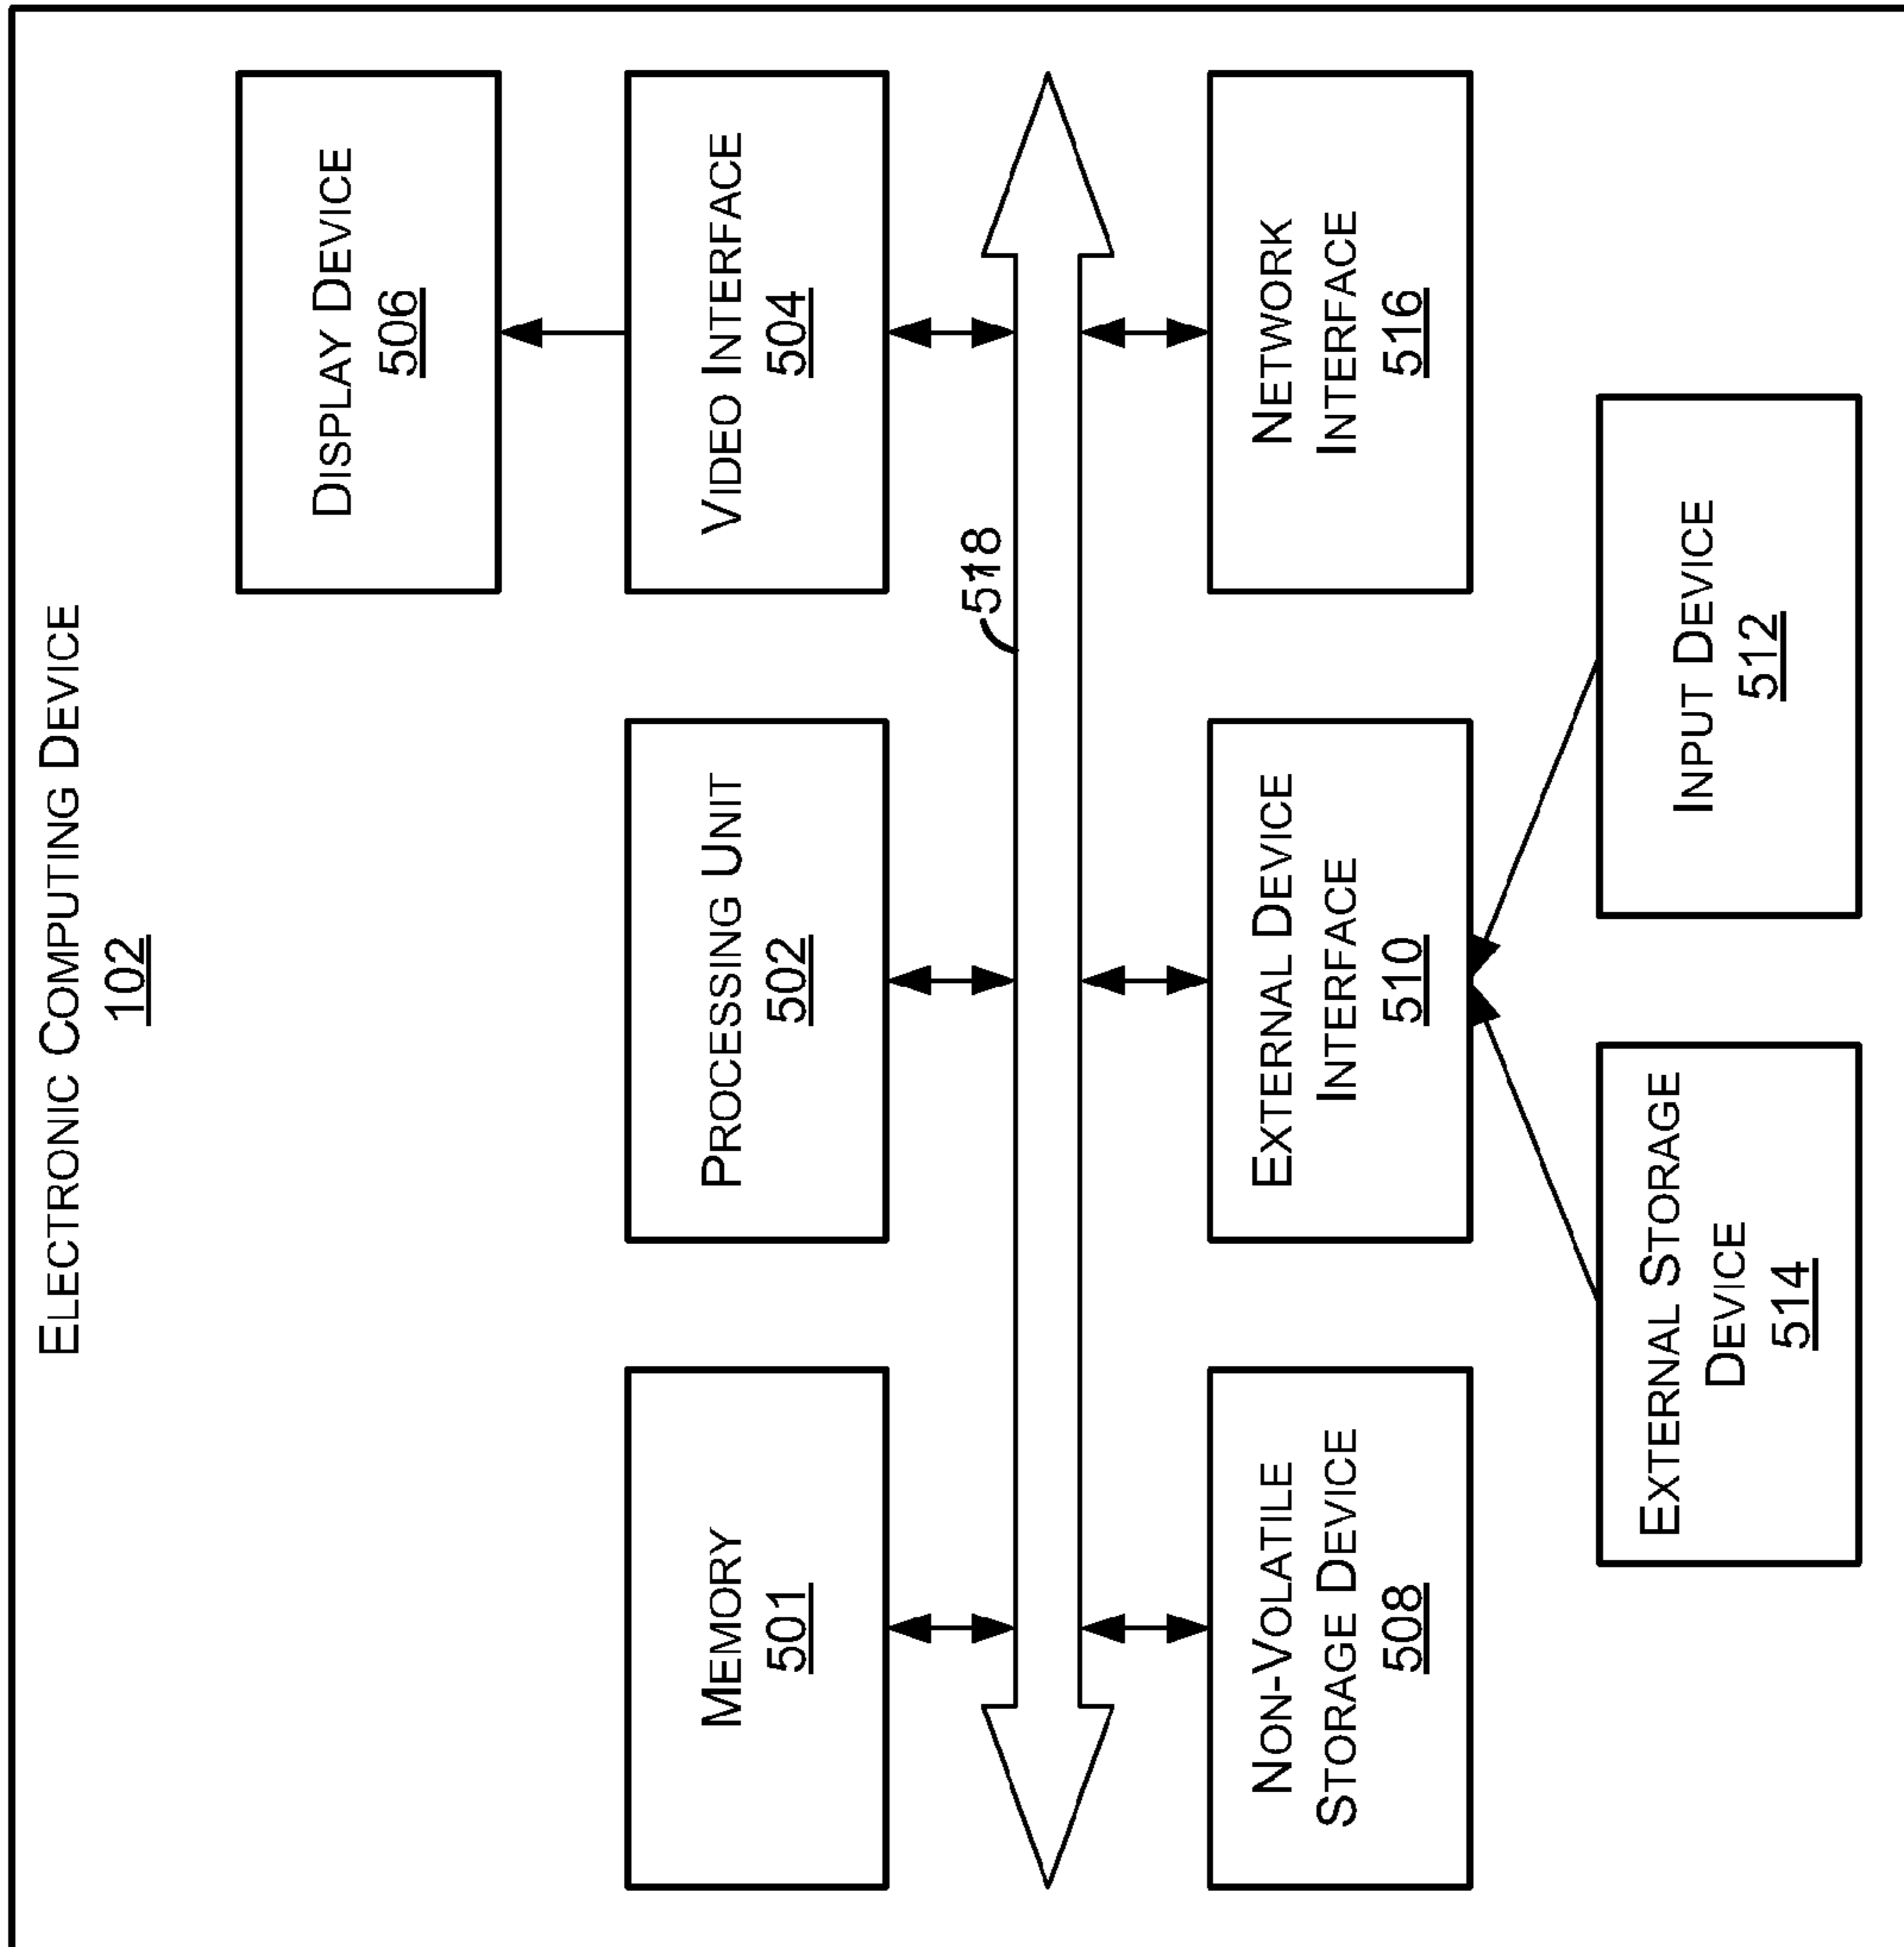 ELECTRONIC COMPUTING DEVICE
102
DISPLAY DEVICE
506
MEMORY
501
PROCESSING UNIT
502
VIDEO INTERFACE
504
518
NON-VOLATILE
STORAGE DEVICE
508
EXTERNAL DEVICE
INTERFACE
510
NETWORK
INTERFACE
516
EXTERNAL STORAGE
DEVICE
514
INPUT DEVICE
512